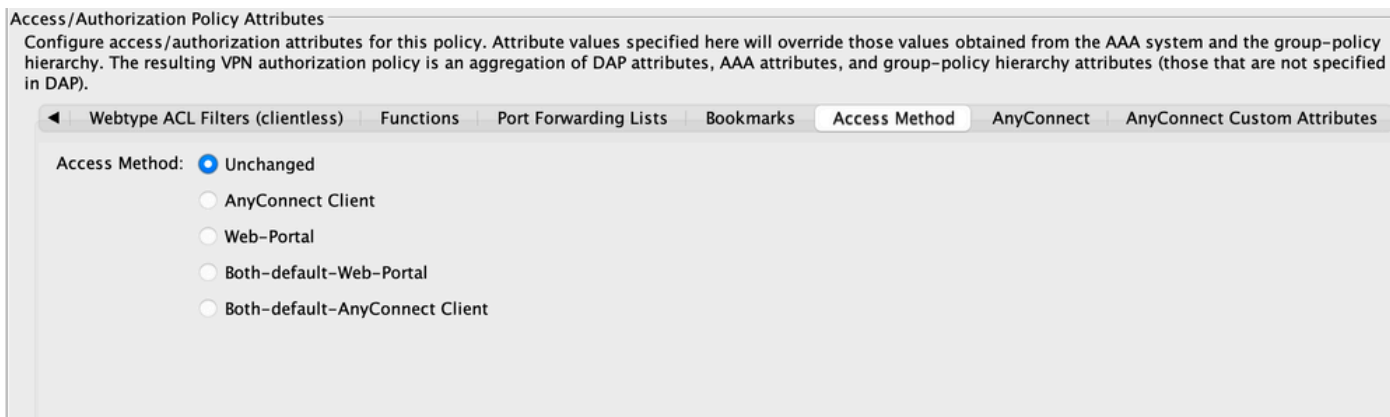 Access/Authorization Policy Attributes
Configure access/authorization attributes for this policy. Attribute values specified here will override those values obtained from the AAA system and the group-policy
hierarchy. The resulting VPN authorization policy is an aggregation of DAP attributes, AAA attributes, and group-policy hierarchy attributes (those that are not specified
in DAP).
Webtype ACL Filters (clientless) Functions Port Forwarding Lists Bookmarks Access Method AnyConnect AnyConnect Custom Attributes
Access Method: Unchanged
AnyConnect Client
Web-Portal
Both-default-Web-Portal
Both-default-AnyConnect Client